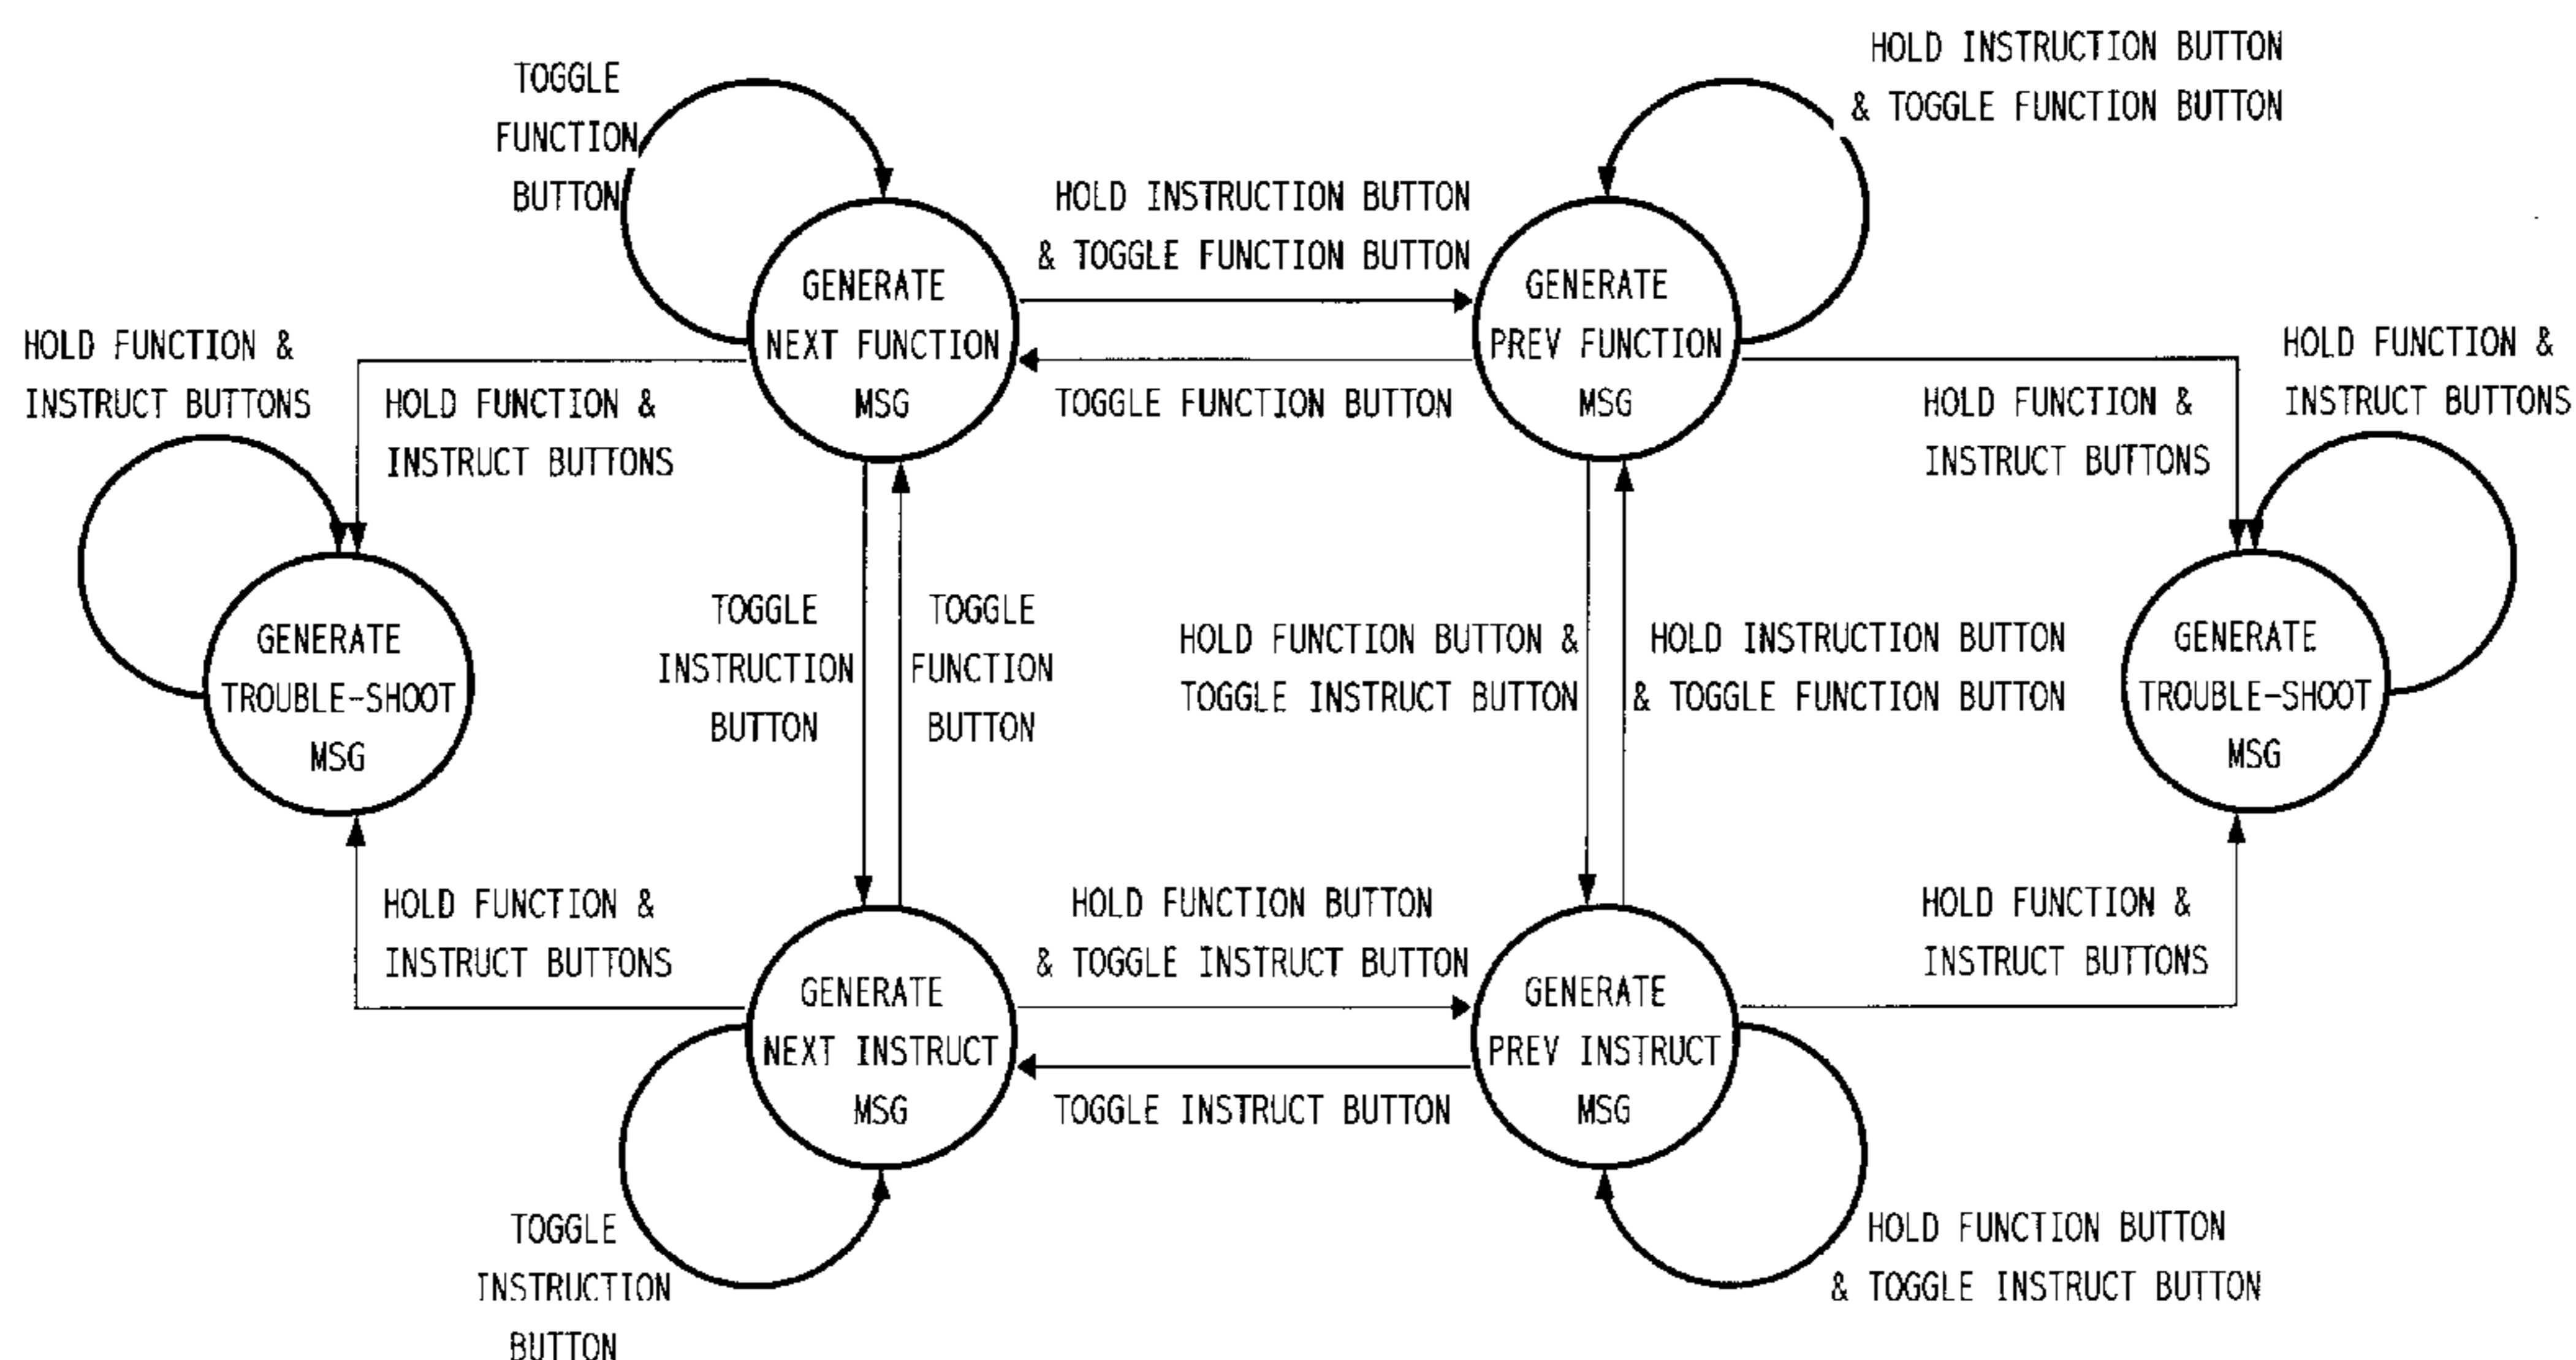 TOGGLE
FUNCTION
BUTTON
HOLD INSTRUCTION BUTTON
& TOGGLE FUNCTION BUTTON
HOLD INSTRUCTION BUTTON
& TOGGLE FUNCTION BUTTON
GENERATE
NEXT FUNCTION
MSG
GENERATE
PREV FUNCTION
MSG
TOGGLE FUNCTION BUTTON
HOLD FUNCTION &
INSTRUCT BUTTONS
HOLD FUNCTION &
INSTRUCT BUTTONS
HOLD FUNCTION &
INSTRUCT BUTTONS
HOLD FUNCTION &
INSTRUCT BUTTONS
GENERATE
TROUBLE-SHOOT
MSG
TOGGLE
INSTRUCTION
BUTTON
TOGGLE
FUNCTION
BUTTON
HOLD FUNCTION BUTTON &
TOGGLE INSTRUCT BUTTON
HOLD INSTRUCTION BUTTON
& TOGGLE FUNCTION BUTTON
GENERATE
TROUBLE-SHOOT
MSG
HOLD FUNCTION &
INSTRUCT BUTTONS
HOLD FUNCTION BUTTON
& TOGGLE INSTRUCT BUTTON
HOLD FUNCTION &
INSTRUCT BUTTONS
GENERATE
NEXT INSTRUCT
MSG
GENERATE
PREV INSTRUCT
MSG
TOGGLE INSTRUCT BUTTON
TOGGLE
INSTRUCTION
BUTTON
HOLD FUNCTION BUTTON
& TOGGLE INSTRUCT BUTTON